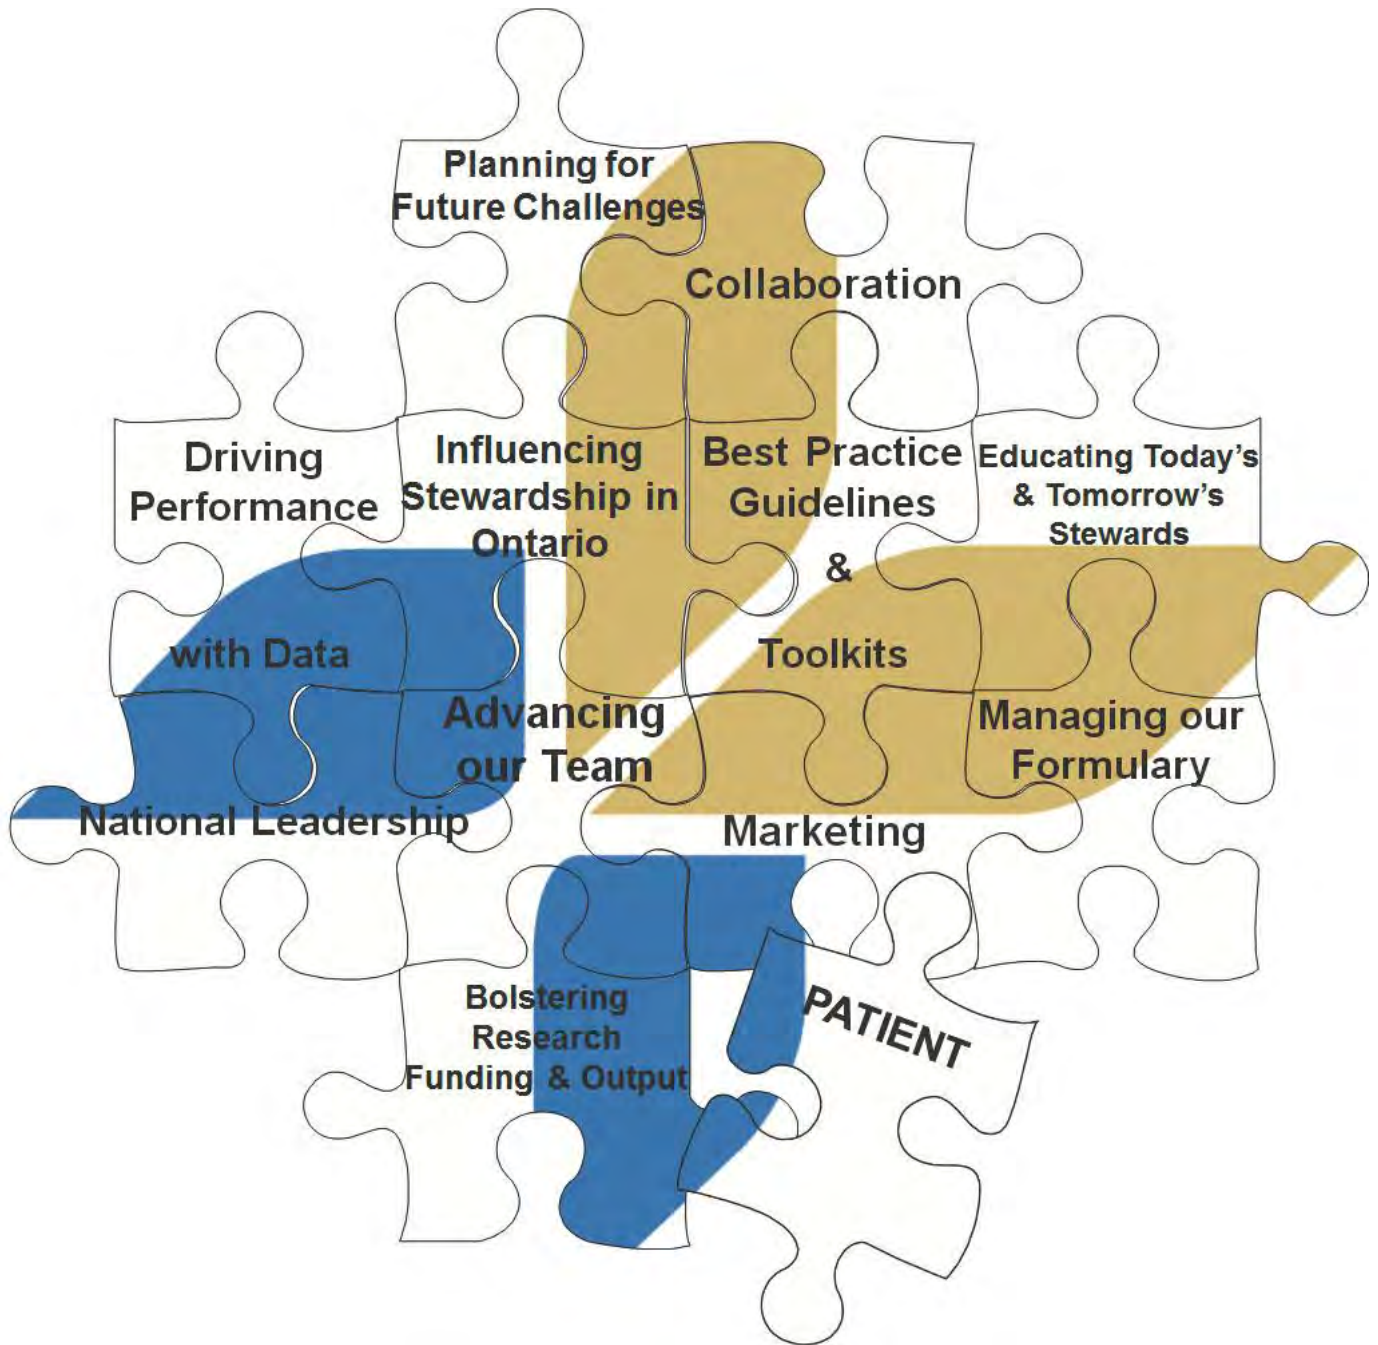 Planning for
Future Challenges
Collaboration
Driving
Performance
with Data
Influencing
Stewardship in
Ontario
Best Practice
Guidelines
&
Toolkits
Educating Today's
& Tomorrow's
Stewards
National Leadership
Advancing
our Team
Marketing
Managing our
Formulary
Bolstering
Research
Funding & Output
PATIENT